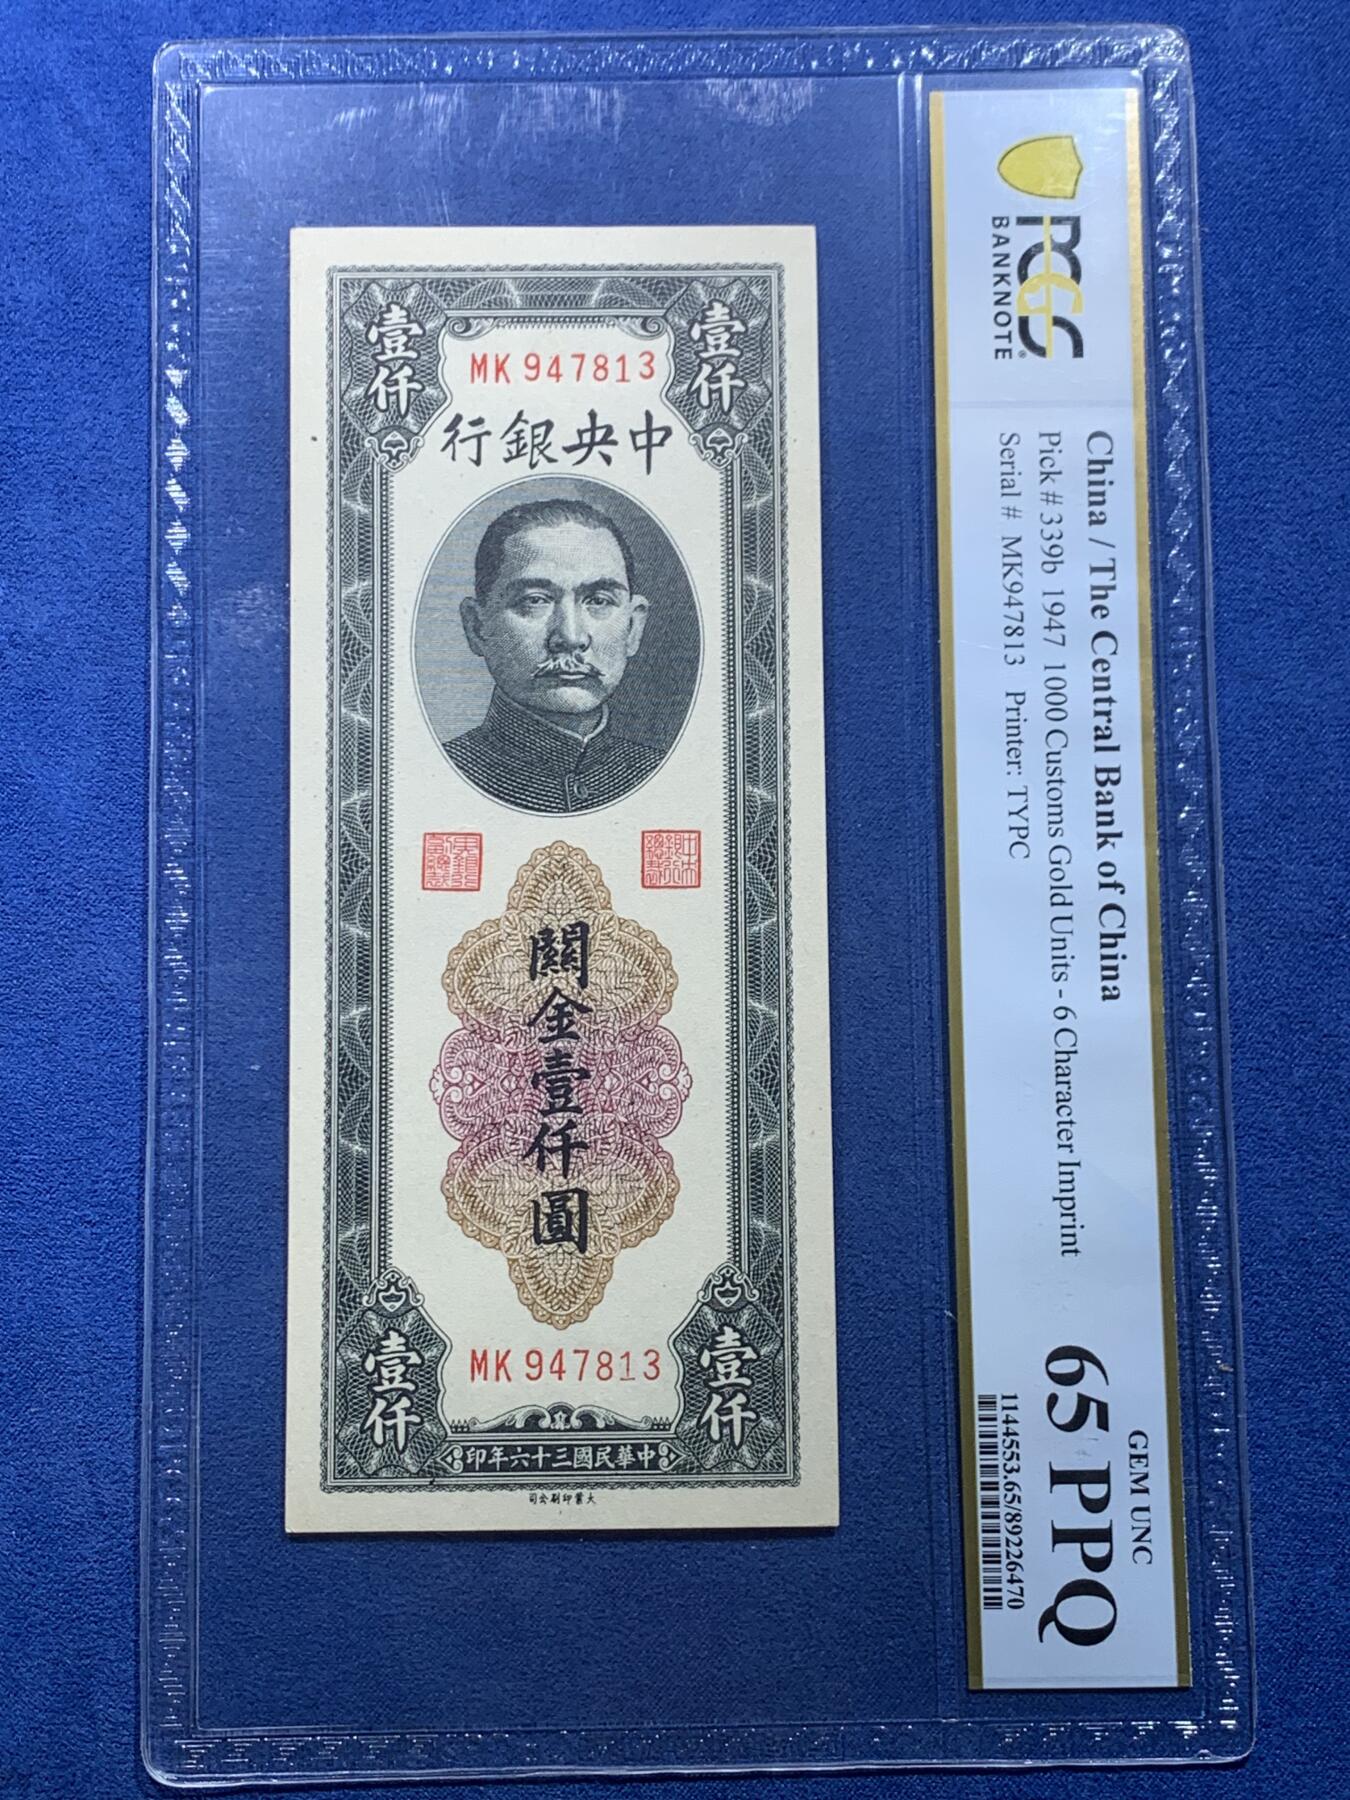 壹仟
壹仟
MK 947813
行銀央中
關金壹仟圓
MK 947813
壹仟
壹仟
印年六十三國民華中
司公刷印業大
PCGS
BANKNOTE
China / The Central Bank of China
Pick # 339b 1947 1000 Customs Gold Units - 6 Character Imprint
Serial # MK947813 Printer: TYPC
GEM UNC
65 PPQ
1144553.65/89226470